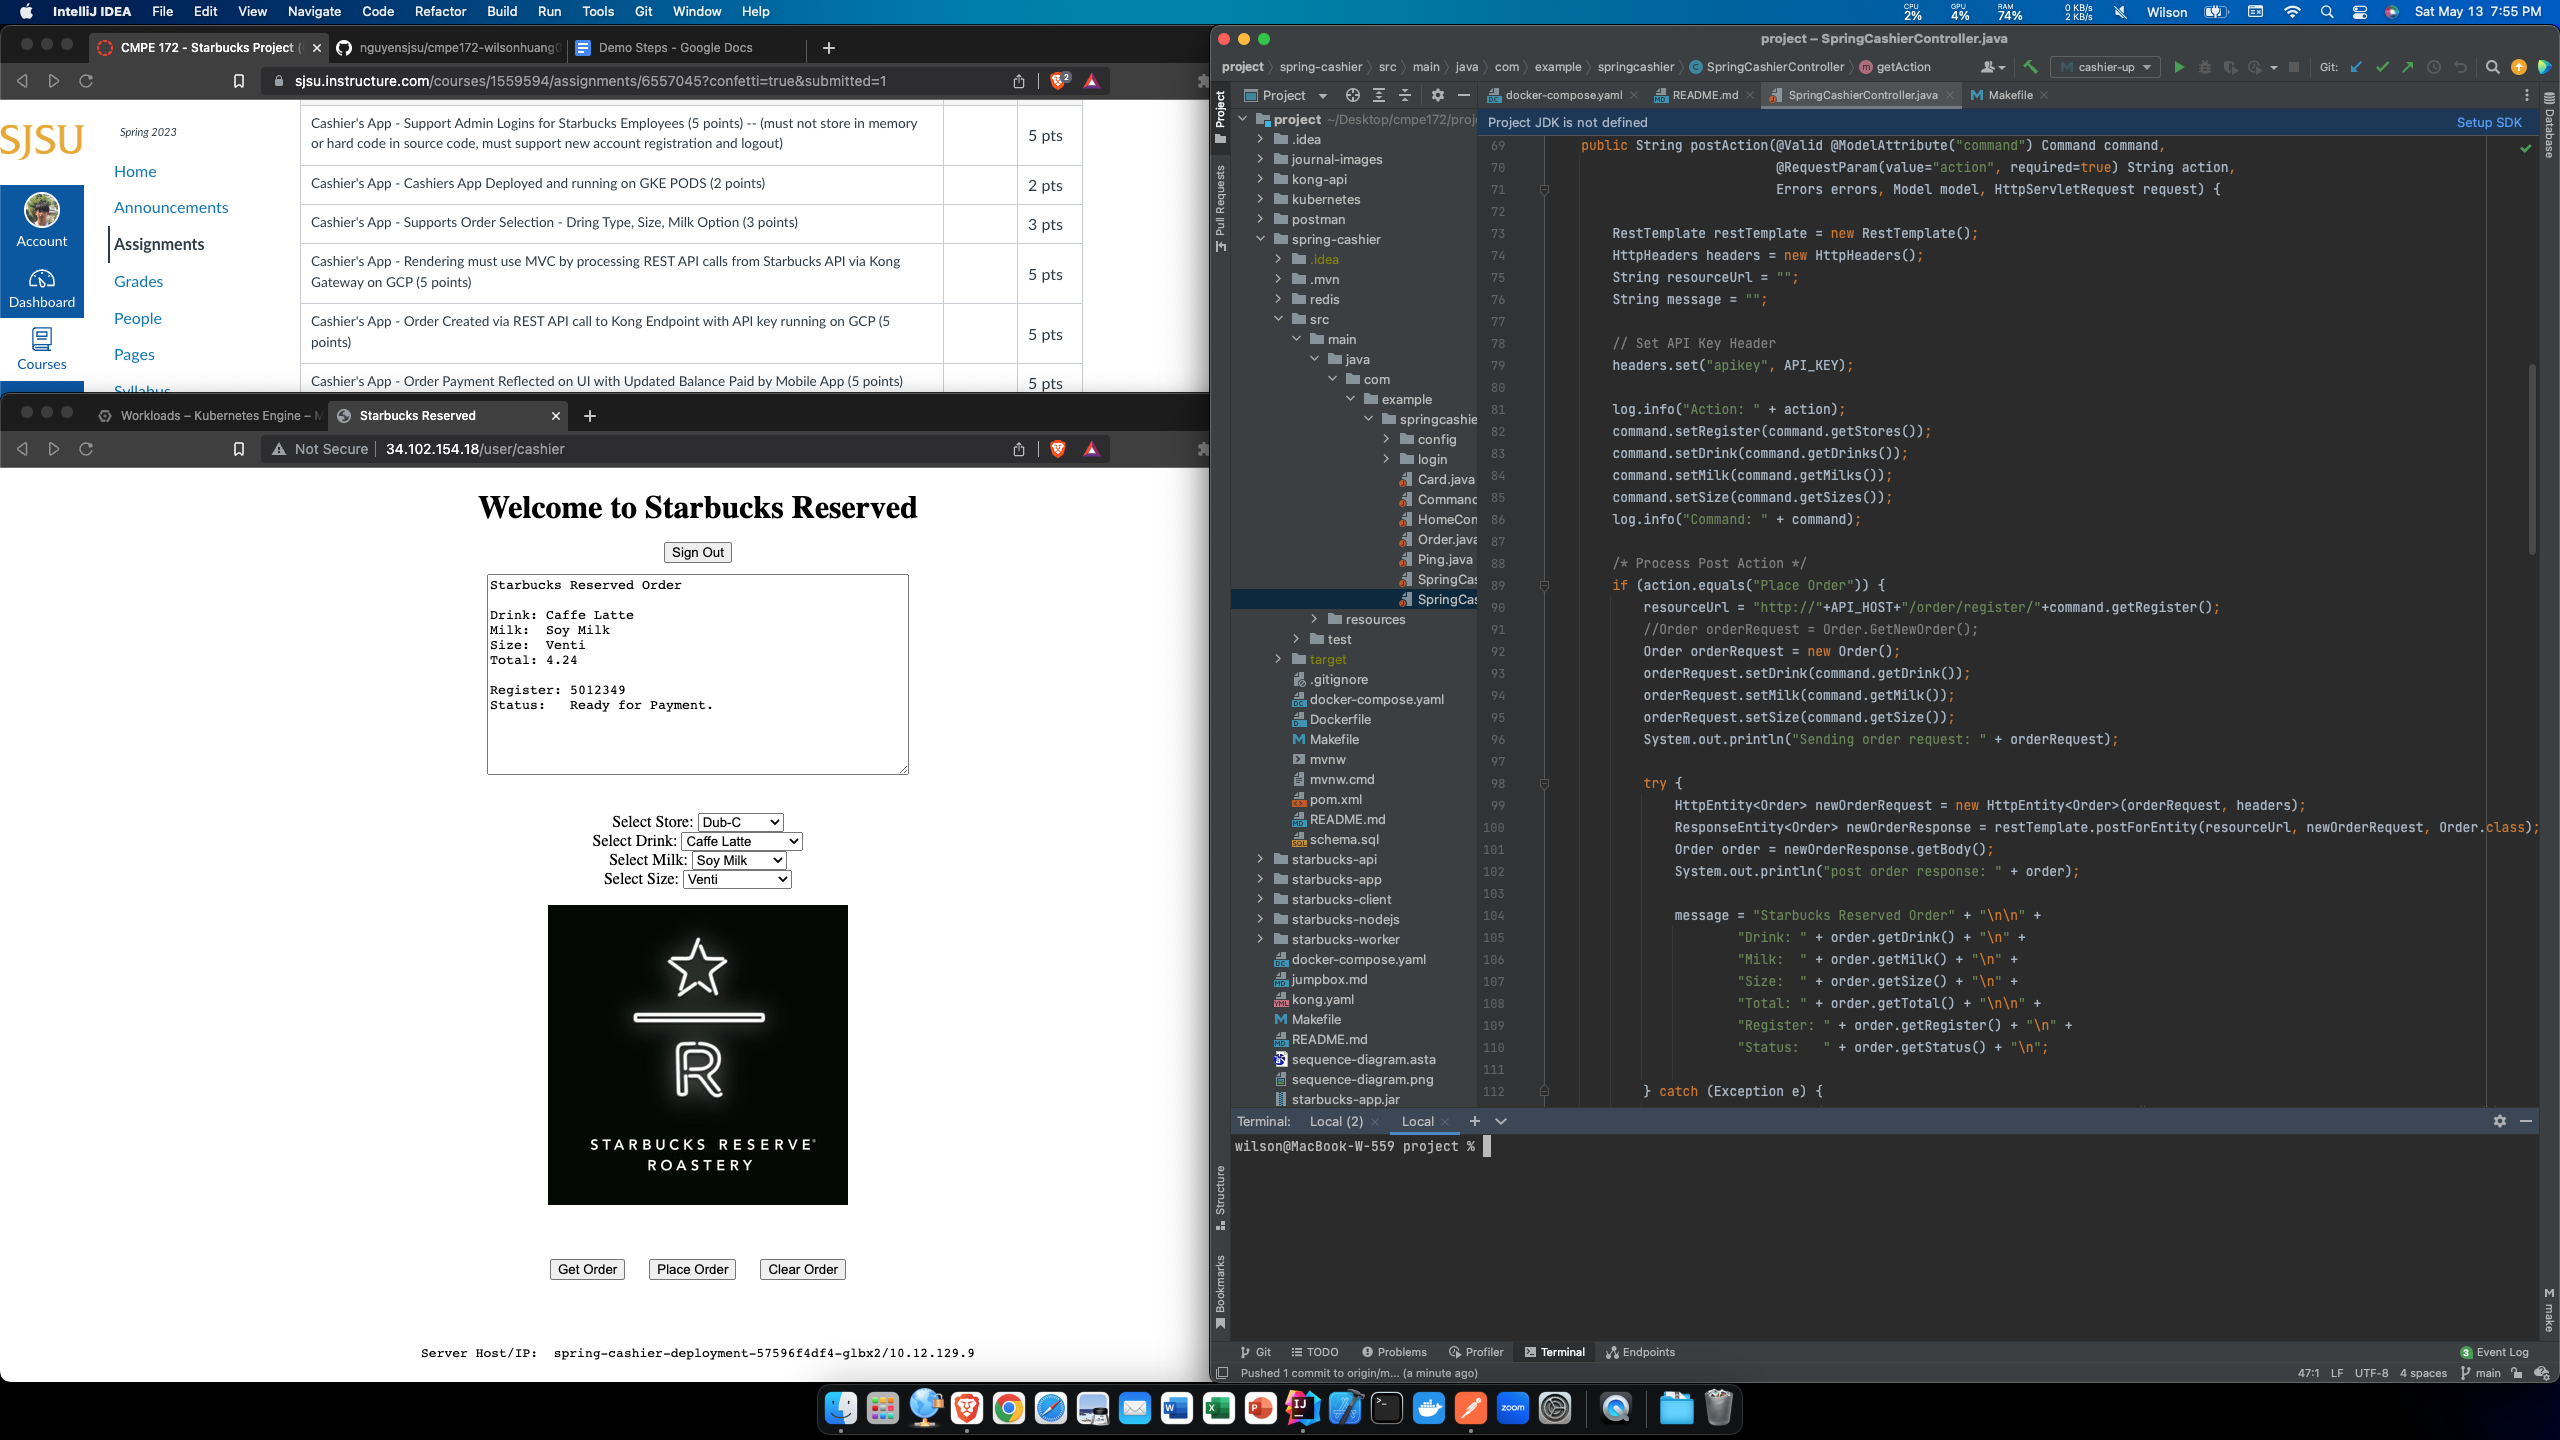 IntelliJ IDEA File Edit View Navigate Code Refactor Build Run Tools Git Window Help
CPU 2% GPU 4% RAM 74% 0 KB/s 2 KB/s Wilson Sat May 13 7:55 PM
CMPE 172 - Starbucks Project (
nguyensjsu/cmpe172-wilsonhuang0
Demo Steps - Google Docs
sjsu.instructure.com/courses/1559594/assignments/6557045?confetti=true&submitted=1
2
SJSU
Account
Dashboard
Courses
Spring 2023
Home
Announcements
Assignments
Grades
People
Pages
Syllabus
Cashier's App - Support Admin Logins for Starbucks Employees (5 points) -- (must not store in memory
or hard code in source code, must support new account registration and logout)
5 pts
Cashier's App - Cashiers App Deployed and running on GKE PODS (2 points)
2 pts
Cashier's App - Supports Order Selection - Dring Type, Size, Milk Option (3 points)
3 pts
Cashier's App - Rendering must use MVC by processing REST API calls from Starbucks API via Kong
Gateway on GCP (5 points)
5 pts
Cashier's App - Order Created via REST API call to Kong Endpoint with API key running on GCP (5
points)
5 pts
Cashier's App - Order Payment Reflected on UI with Updated Balance Paid by Mobile App (5 points)
5 pts
Workloads – Kubernetes Engine – M
Starbucks Reserved
Not Secure 34.102.154.18/user/cashier
Welcome to Starbucks Reserved
Sign Out
Starbucks Reserved Order
Drink: Caffe Latte
Milk: Soy Milk
Size: Venti
Total: 4.24
Register: 5012349
Status: Ready for Payment.
Select Store: Dub-C
Select Drink: Caffe Latte
Select Milk: Soy Milk
Select Size: Venti
R
STARBUCKS RESERVE
ROASTERY
Get Order Place Order Clear Order
Server Host/IP: spring-cashier-deployment-57596f4df4-glbx2/10.12.129.9
project – SpringCashierController.java
project spring-cashier src main java com example springcashier SpringCashierController getAction
cashier-up
Git:
Project
docker-compose.yaml README.md SpringCashierController.java Makefile
Project
Pull Requests
Structure
Bookmarks
Database
make
Project JDK is not defined
Setup SDK
project ~/Desktop/cmpe172/proj
.idea
journal-images
kong-api
kubernetes
postman
spring-cashier
.idea
.mvn
redis
src
main
java
com
example
springcashie
config
login
Card.java
Command
HomeCon
Order.java
Ping.java
SpringCas
SpringCas
resources
test
target
.gitignore
docker-compose.yaml
Dockerfile
Makefile
mvnw
mvnw.cmd
pom.xml
README.md
schema.sql
starbucks-api
starbucks-app
starbucks-client
starbucks-nodejs
starbucks-worker
docker-compose.yaml
jumpbox.md
kong.yaml
Makefile
README.md
sequence-diagram.asta
sequence-diagram.png
starbucks-app.jar
69 public String postAction(@Valid @ModelAttribute("command") Command command,
70 @RequestParam(value="action", required=true) String action,
71 Errors errors, Model model, HttpServletRequest request) {
72
73 RestTemplate restTemplate = new RestTemplate();
74 HttpHeaders headers = new HttpHeaders();
75 String resourceUrl = "";
76 String message = "";
77
78 // Set API Key Header
79 headers.set("apikey", API_KEY);
80
81 log.info("Action: " + action);
82 command.setRegister(command.getStores());
83 command.setDrink(command.getDrinks());
84 command.setMilk(command.getMilks());
85 command.setSize(command.getSizes());
86 log.info("Command: " + command);
87
88 /* Process Post Action */
89 if (action.equals("Place Order")) {
90 resourceUrl = "http://"+API_HOST+"/order/register/"+command.getRegister();
91 //Order orderRequest = Order.GetNewOrder();
92 Order orderRequest = new Order();
93 orderRequest.setDrink(command.getDrink());
94 orderRequest.setMilk(command.getMilk());
95 orderRequest.setSize(command.getSize());
96 System.out.println("Sending order request: " + orderRequest);
97
98 try {
99 HttpEntity<Order> newOrderRequest = new HttpEntity<Order>(orderRequest, headers);
100 ResponseEntity<Order> newOrderResponse = restTemplate.postForEntity(resourceUrl, newOrderRequest, Order.class);
101 Order order = newOrderResponse.getBody();
102 System.out.println("post order response: " + order);
103
104 message = "Starbucks Reserved Order" + "\n\n" +
105 "Drink: " + order.getDrink() + "\n" +
106 "Milk:  " + order.getMilk() + "\n" +
107 "Size:  " + order.getSize() + "\n" +
108 "Total: " + order.getTotal() + "\n\n" +
109 "Register: " + order.getRegister() + "\n" +
110 "Status:   " + order.getStatus() + "\n";
111
112 } catch (Exception e) {
Terminal: Local (2) Local
wilson@MacBook-W-559 project %
Git TODO Problems Profiler Terminal Endpoints
3 Event Log
Pushed 1 commit to origin/m... (a minute ago)
47:1 LF UTF-8 4 spaces main
zoom